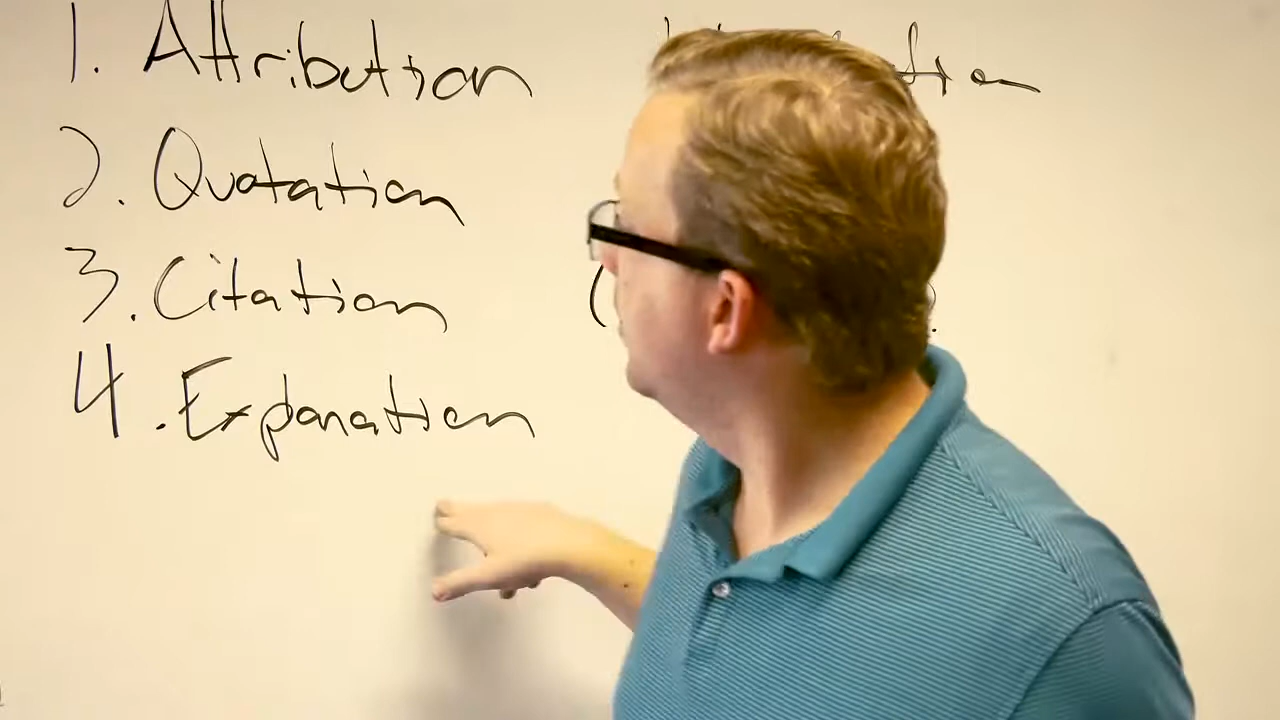 1. Attribution
2. Quotation
3. Citation
4. Explanation